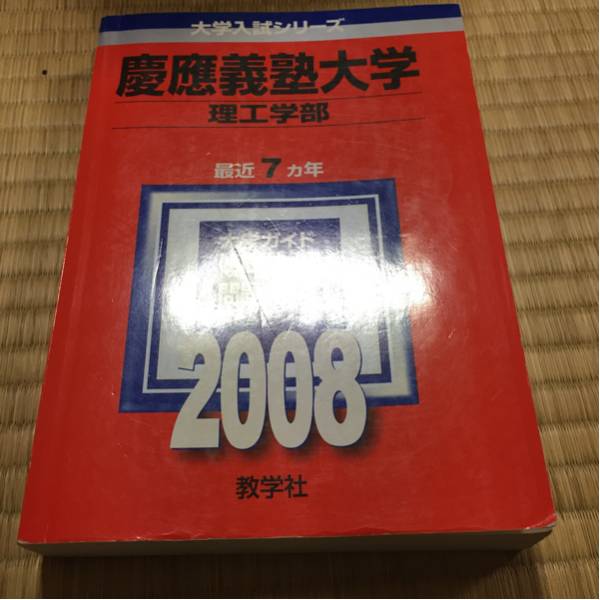 大学入試シリーズ
慶應義塾大学
理工学部
最近7ヵ年
大学ガイド
2008
教学社